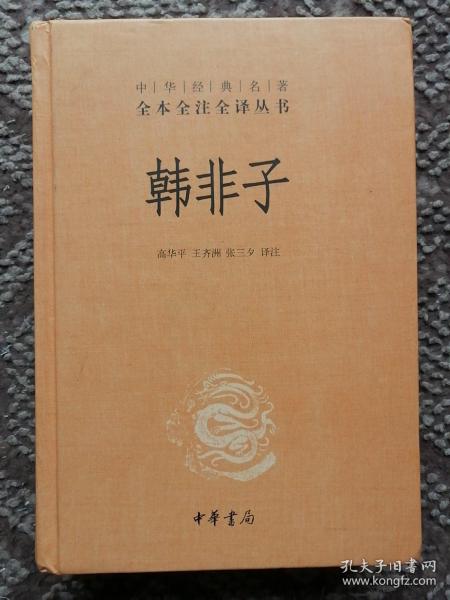 中|华|经|典|名|著
全本全注全译丛书
韩非子
高华平 王齐洲 张三夕 译注
中華書局
孔夫子旧书网
www.kongfz.com